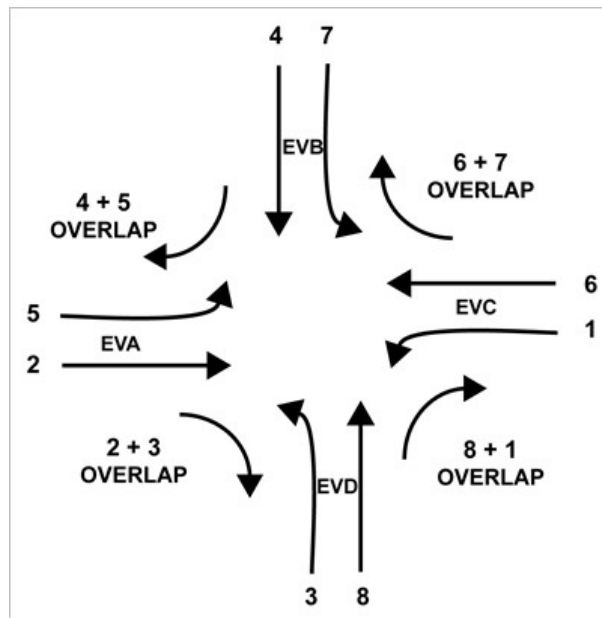 4 7
EVB
6 + 7
OVERLAP
4 + 5
OVERLAP
6
5
EVC
1
EVA
2
2 + 3
OVERLAP
8 + 1
OVERLAP
EVD
3 8